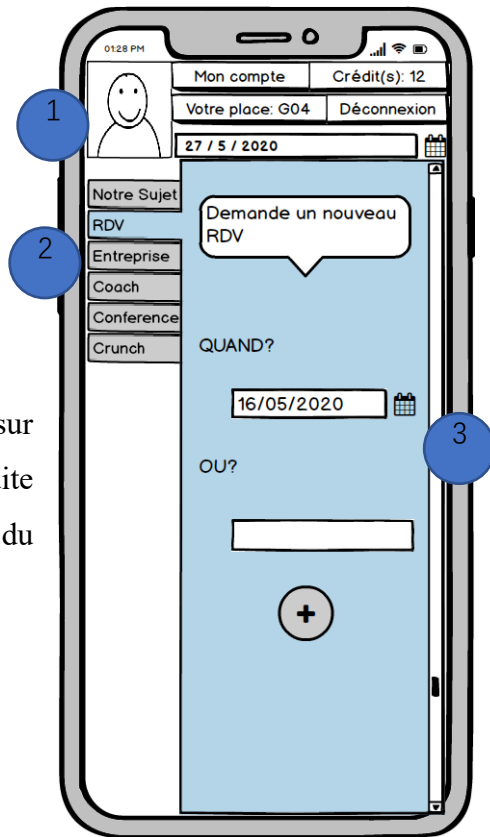 01:28 PM
Mon compte
Crédit(s): 12
Votre place: G04
Déconnexion
1
27 / 5 / 2020
Notre Sujet
RDV
Entreprise
Coach
Conference
Crunch
2
Demande un nouveau
RDV
QUAND?
16/05/2020
3
OU?
+
sur
ite
du